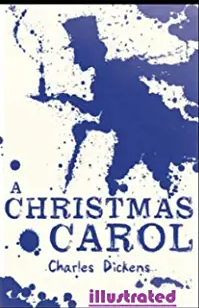 A
CHRISTMAS
CAROL
Charles Dickens
illustrated